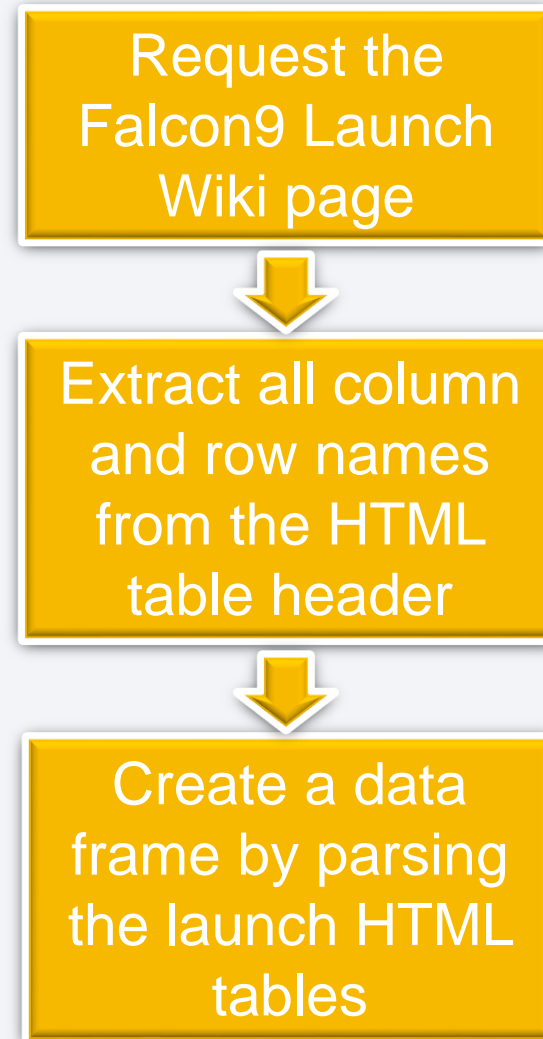 Request the
Falcon9 Launch
Wiki page
Extract all column
and row names
from the HTML
table header
Create a data
frame by parsing
the launch HTML
tables